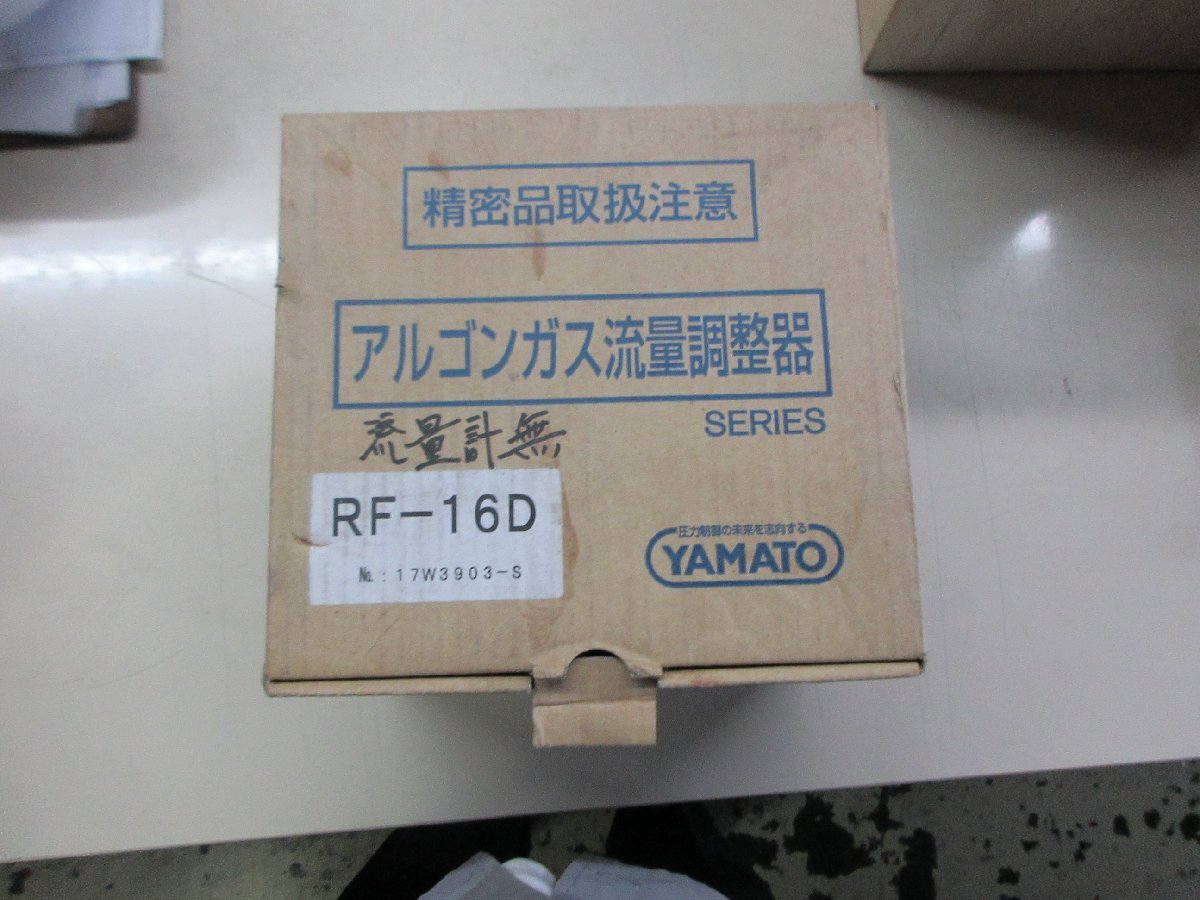 精密品取扱注意
アルゴンガス流量調整器
SERIES
流量計無
RF-16D
№:17W3903-S
圧力制御の未来を志向する
YAMATO